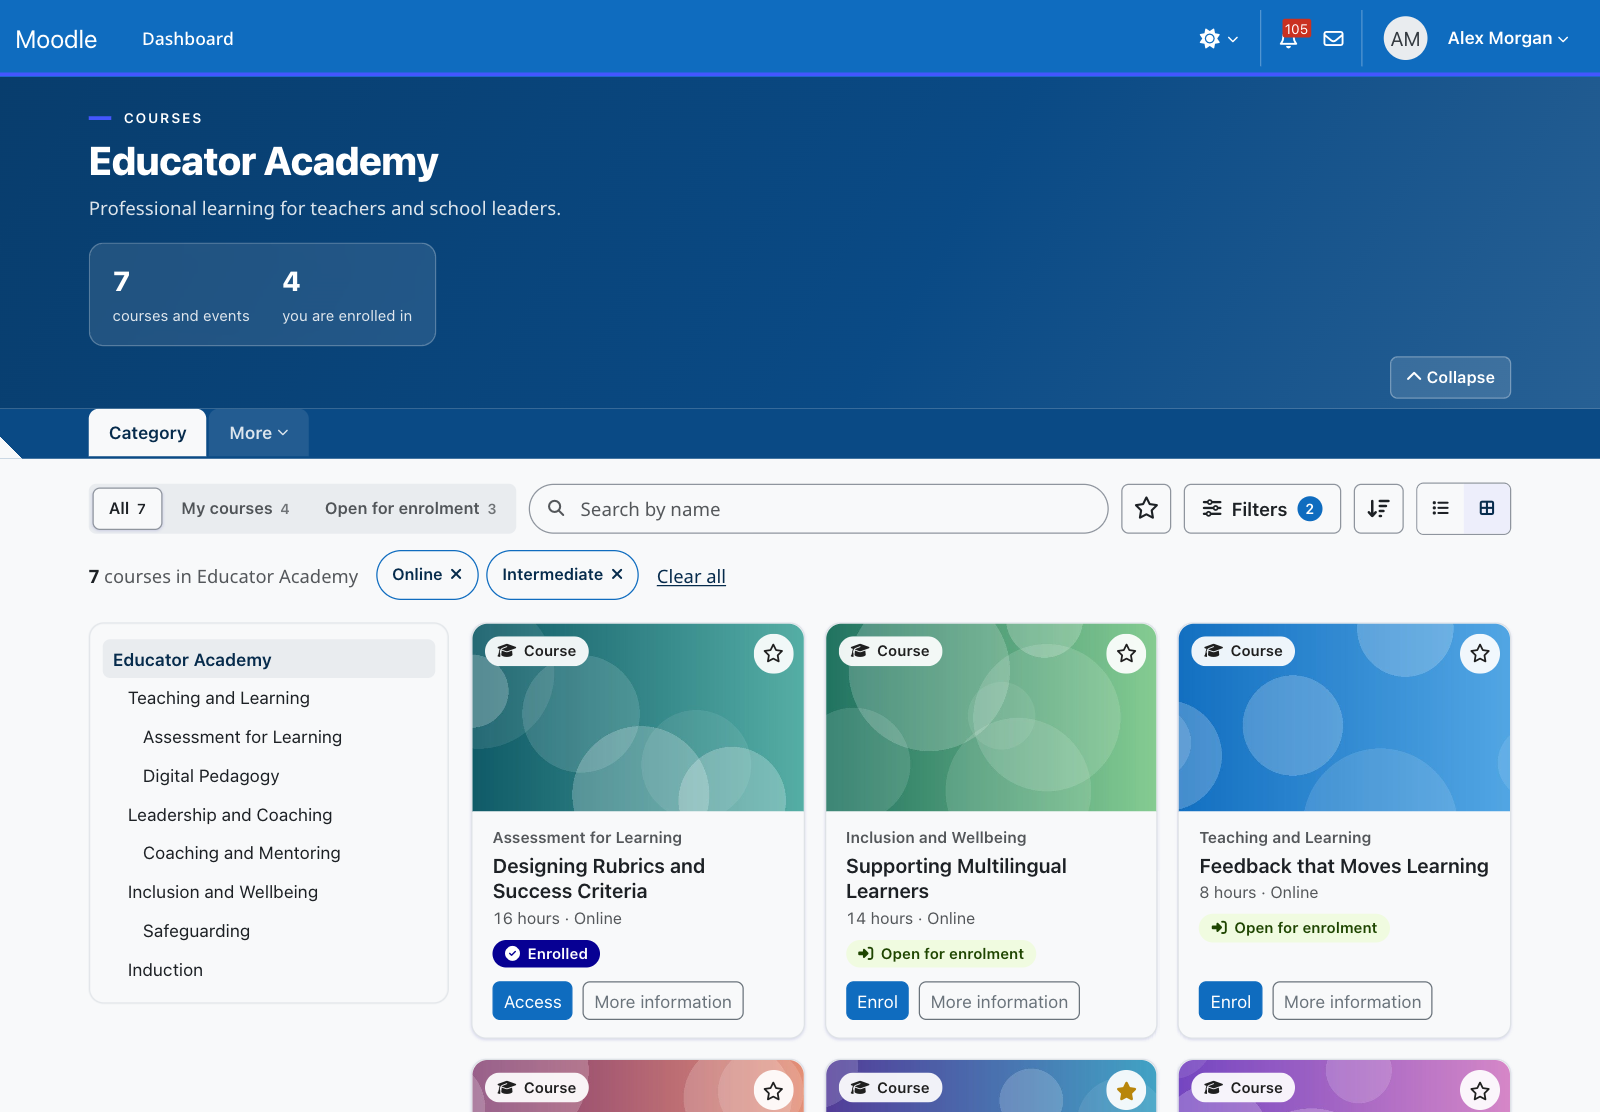 Moodle
Dashboard
105
AM
Alex Morgan
COURSES
Educator Academy
Professional learning for teachers and school leaders.
7
courses and events
4
you are enrolled in
Collapse
Category
More
All 7
My courses 4
Open for enrolment 3
Search by name
Filters 2
7 courses in Educator Academy
Online
Intermediate
Clear all
Educator Academy
Teaching and Learning
Assessment for Learning
Digital Pedagogy
Leadership and Coaching
Coaching and Mentoring
Inclusion and Wellbeing
Safeguarding
Induction
Course
Assessment for Learning
Designing Rubrics and
Success Criteria
16 hours · Online
Enrolled
Access
More information
Course
Inclusion and Wellbeing
Supporting Multilingual
Learners
14 hours · Online
Open for enrolment
Enrol
More information
Course
Teaching and Learning
Feedback that Moves Learning
8 hours · Online
Open for enrolment
Enrol
More information
Course
Course
Course